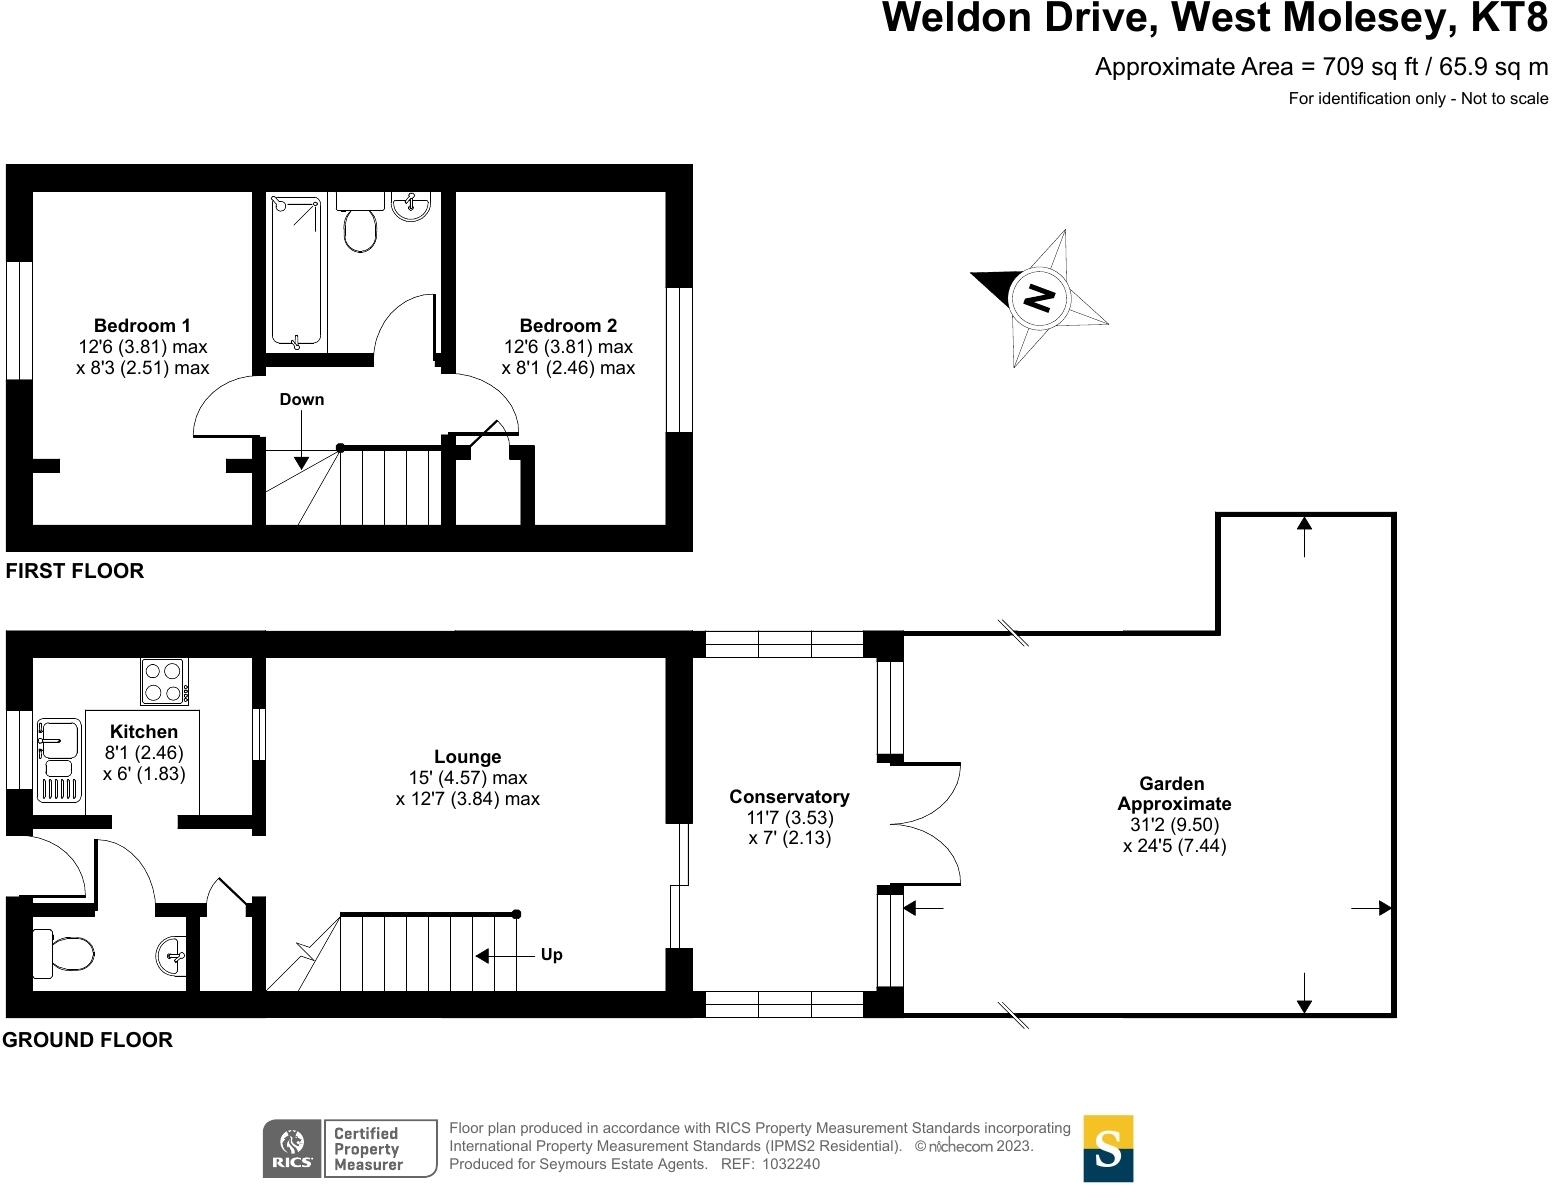 Weldon Drive, West Molesey, KT8
Approximate Area = 709 sq ft / 65.9 sq m
For identification only - Not to scale
N
Bedroom 1
12'6 (3.81) max
x 8'3 (2.51) max
Bedroom 2
12'6 (3.81) max
x 8'1 (2.46) max
Down
FIRST FLOOR
Kitchen
8'1 (2.46)
x 6' (1.83)
Lounge
15' (4.57) max
x 12'7 (3.84) max
Conservatory
11'7 (3.53)
x 7' (2.13)
Garden
Approximate
31'2 (9.50)
x 24'5 (7.44)
Up
GROUND FLOOR
RICS
Certified
Property
Measurer
Floor plan produced in accordance with RICS Property Measurement Standards incorporating
International Property Measurement Standards (IPMS2 Residential). © nichecom 2023.
Produced for Seymours Estate Agents. REF: 1032240
S